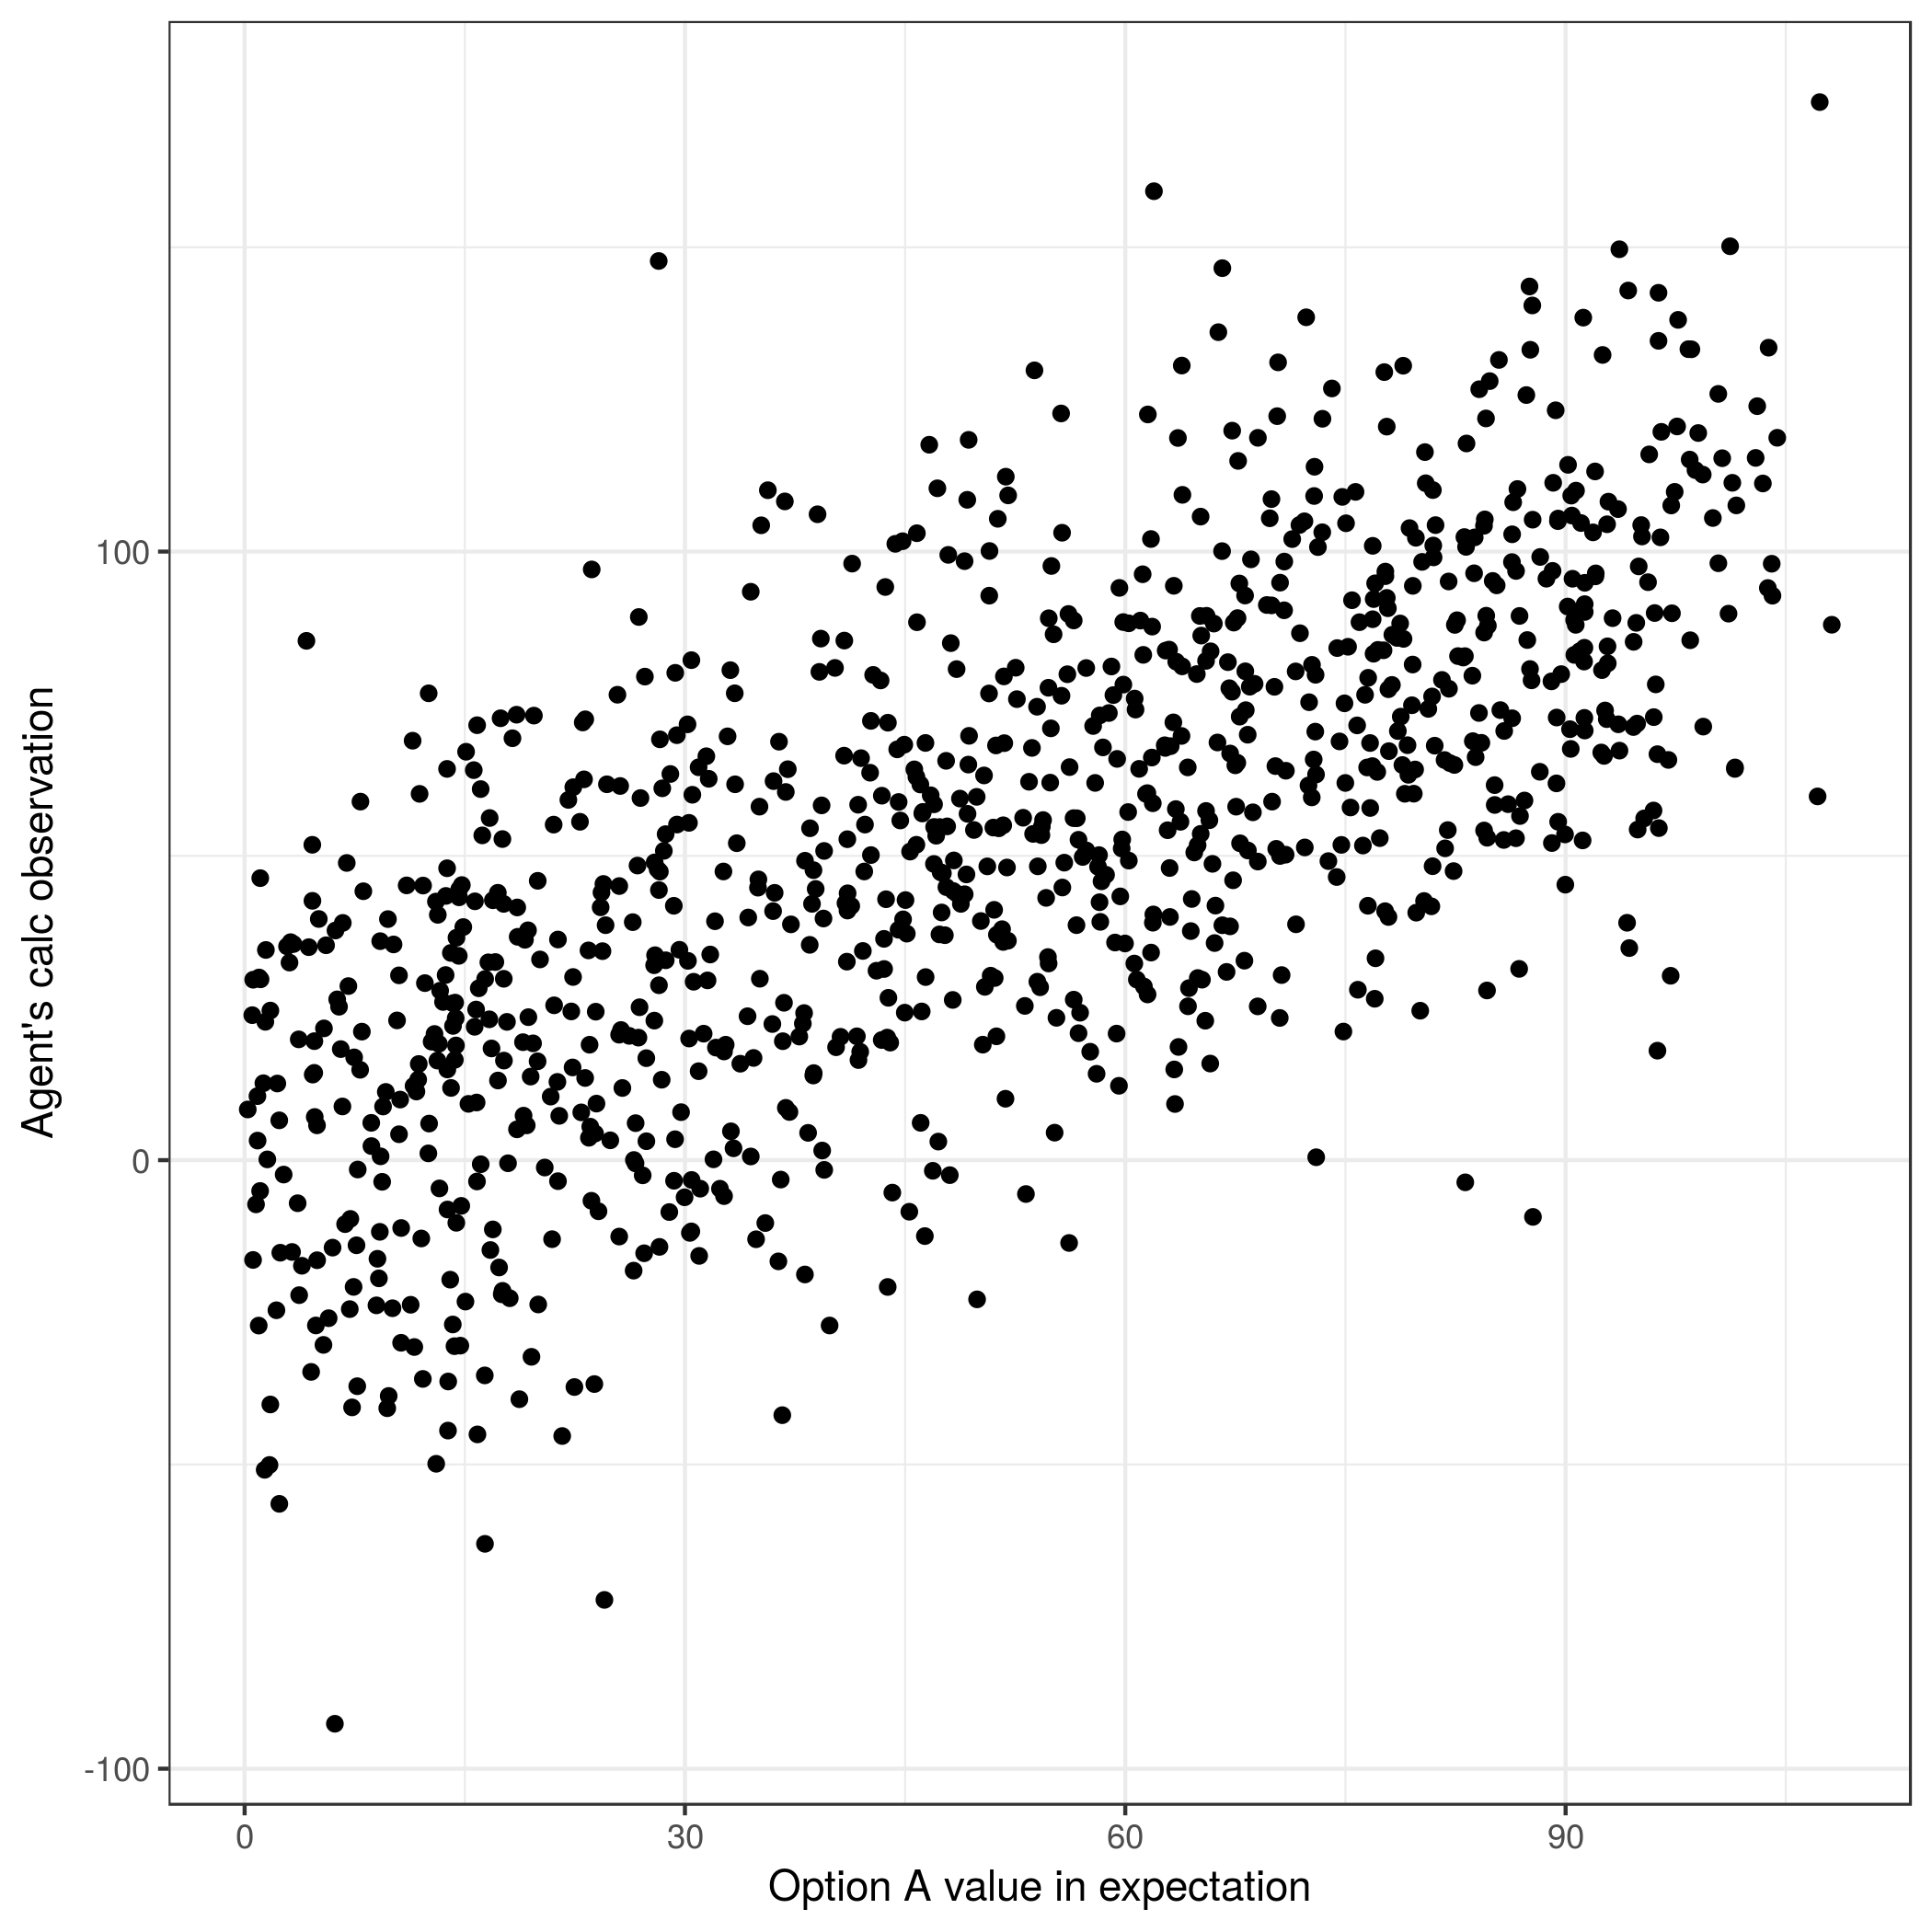 Agent's calc observation
100
0
-100
0 30 60 90
Option A value in expectation